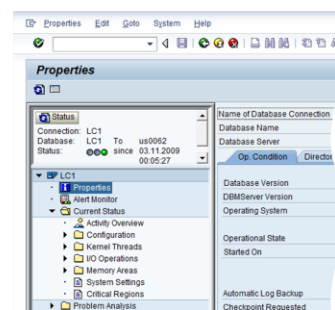 Properties Edit Goto System Help
Properties
Status
Connection: LC1
Database: LC1 To us0062
Status: since 03.11.2009
00:05:27
LC1
Properties
Alert Monitor
Current Status
Activity Overview
Configuration
Kernel Threads
I/O Operations
Memory Areas
System Settings
Critical Regions
Problem Analysis
Name of Database Connection
Database Name
Database Server
Op. Condition Director
Database Version
DBMServer Version
Operating System
Operational State
Started On
Automatic Log Backup
Checkpoint Requested